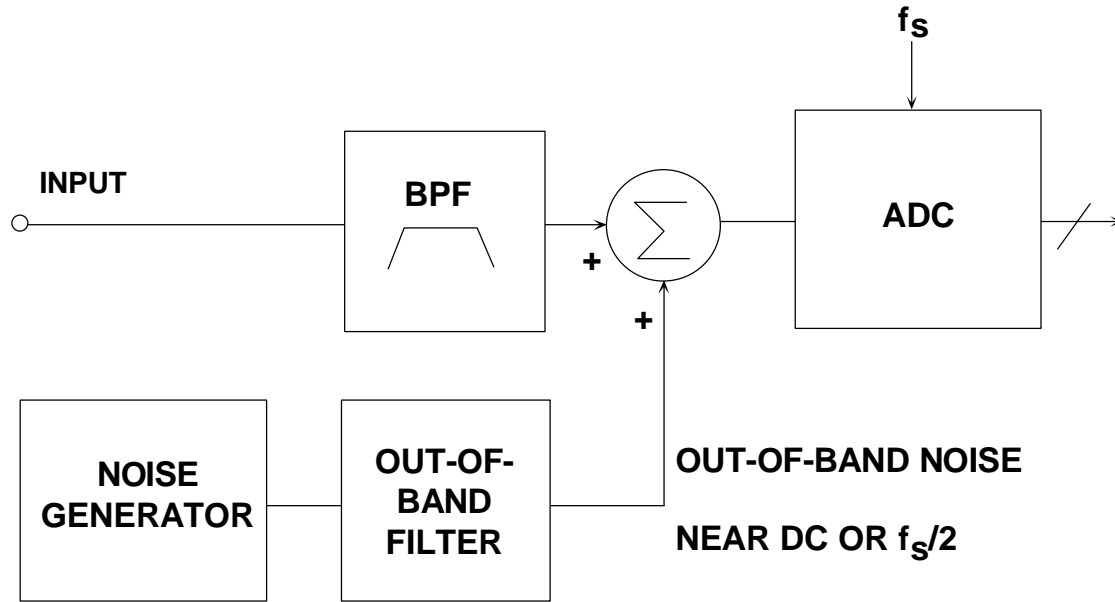 fs
INPUT
BPF
Σ
ADC
+
+
NOISE
GENERATOR
OUT-OF-
BAND
FILTER
OUT-OF-BAND NOISE
NEAR DC OR fs/2